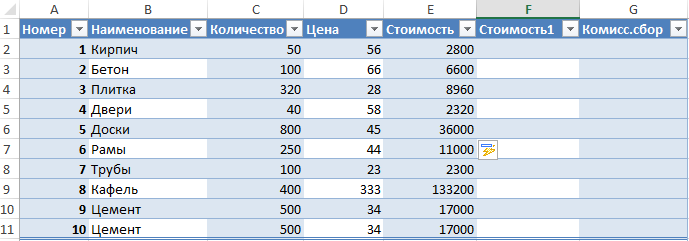 A B C D E F G
1 Номер Наименование Количество Цена Стоимость Стоимость1 Комисс.сбор
2 1 Кирпич 50 56 2800
3 2 Бетон 100 66 6600
4 3 Плитка 320 28 8960
5 4 Двери 40 58 2320
6 5 Доски 800 45 36000
7 6 Рамы 250 44 11000
8 7 Трубы 100 23 2300
9 8 Кафель 400 333 133200
10 9 Цемент 500 34 17000
11 10 Цемент 500 34 17000